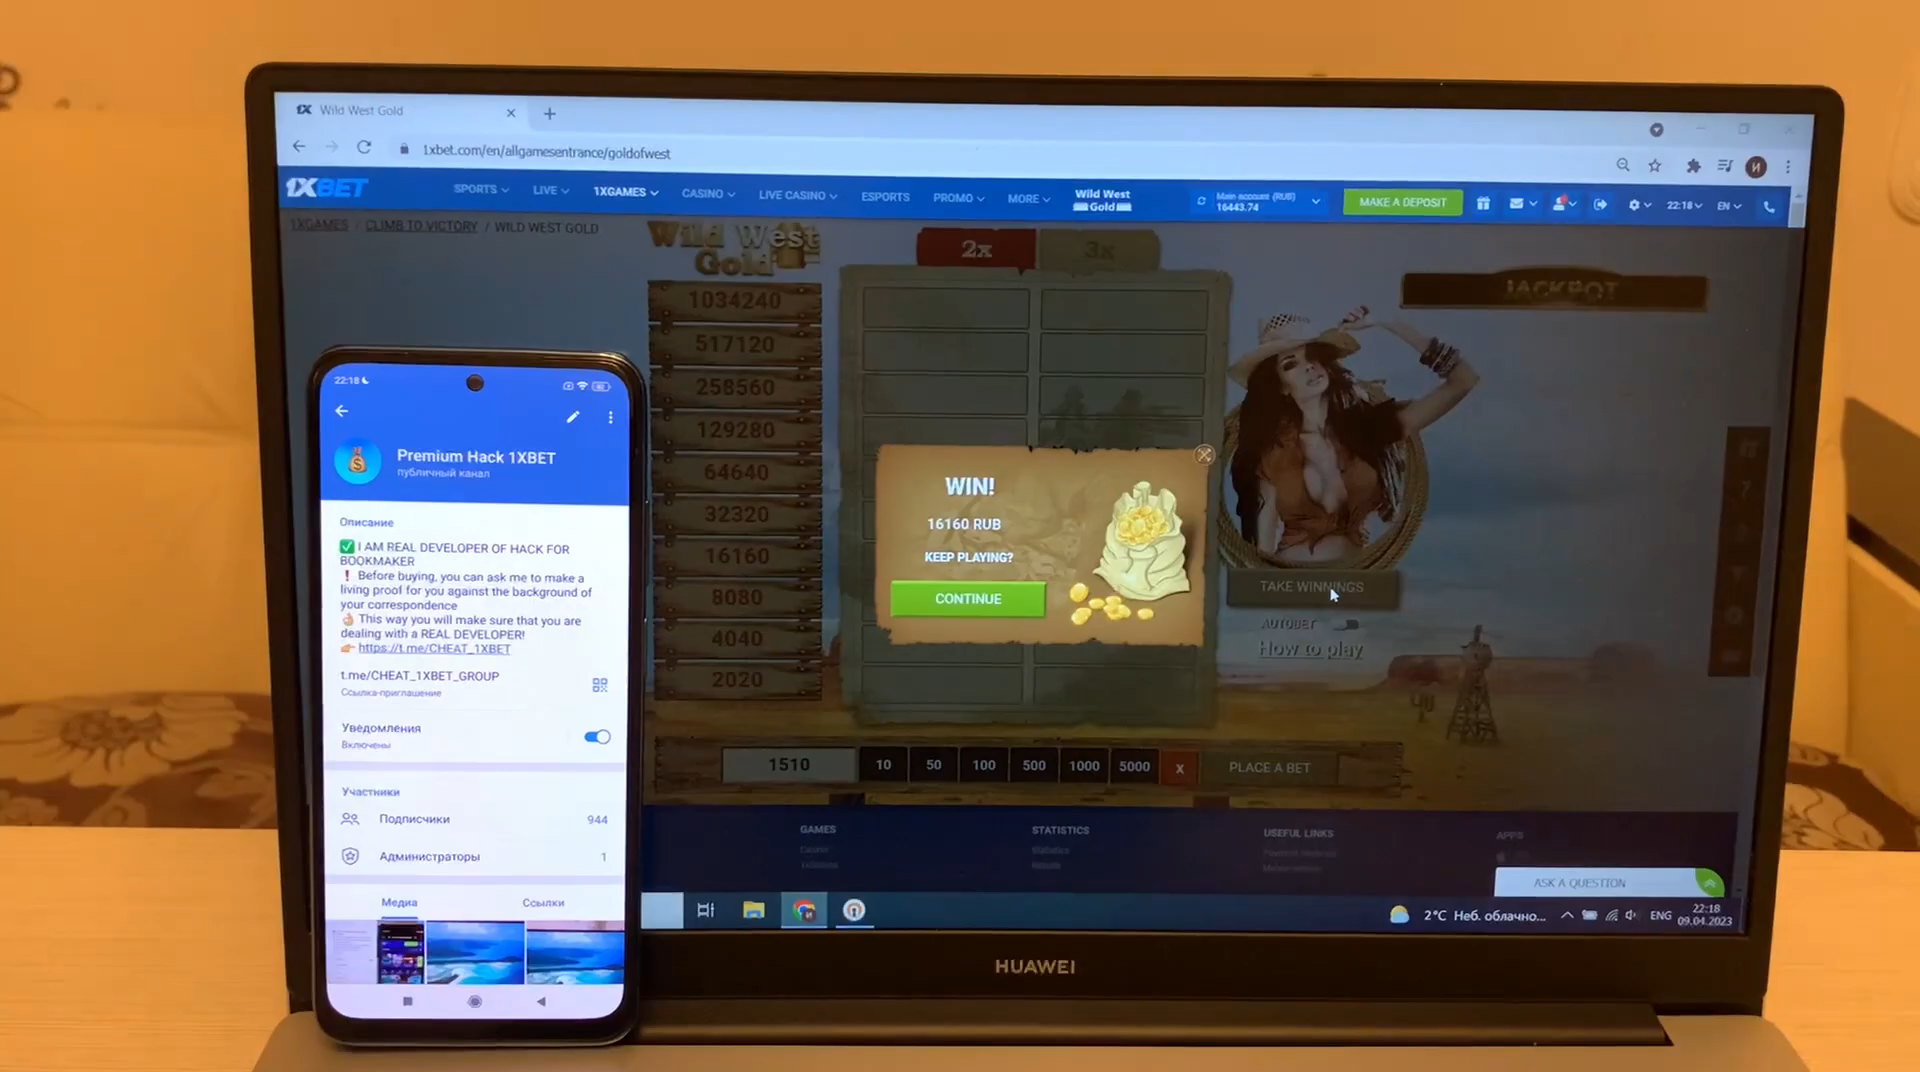 Wild West Gold
1xbet.com/en/allgamesentrance/goldofwest
1XBET
SPORTS
LIVE
1XGAMES
CASINO
LIVE CASINO
ESPORTS
PROMO
MORE
Wild West
Gold
Main account (RUB)
16443.74
MAKE A DEPOSIT
22:18
EN
1XGAMES / CLIMB TO VICTORY / WILD WEST GOLD
Wild West
Gold
2x
3x
JACKPOT
1034240
517120
258560
129280
64640
32320
16160
8080
4040
2020
WIN!
16160 RUB
KEEP PLAYING?
CONTINUE
TAKE WINNINGS
AUTOBET
How to play
1510
10
50
100
500
1000
5000
X
PLACE A BET
GAMES
STATISTICS
Statistics
Results
USEFUL LINKS
APPS
ASK A QUESTION
2°C Неб. облачно...
ENG
22:18
09.04.2023
HUAWEI
22:18
Premium Hack 1XBET
публичный канал
Описание
✅ I AM REAL DEVELOPER OF HACK FOR
BOOKMAKER
❗ Before buying, you can ask me to make a
living proof for you against the background of
your correspondence
👌 This way you will make sure that you are
dealing with a REAL DEVELOPER!
👉 https://t.me/CHEAT_1XBET
t.me/CHEAT_1XBET_GROUP
Ссылка-приглашение
Уведомления
Включены
Участники
Подписчики
944
Администраторы
1
Медиа
Ссылки